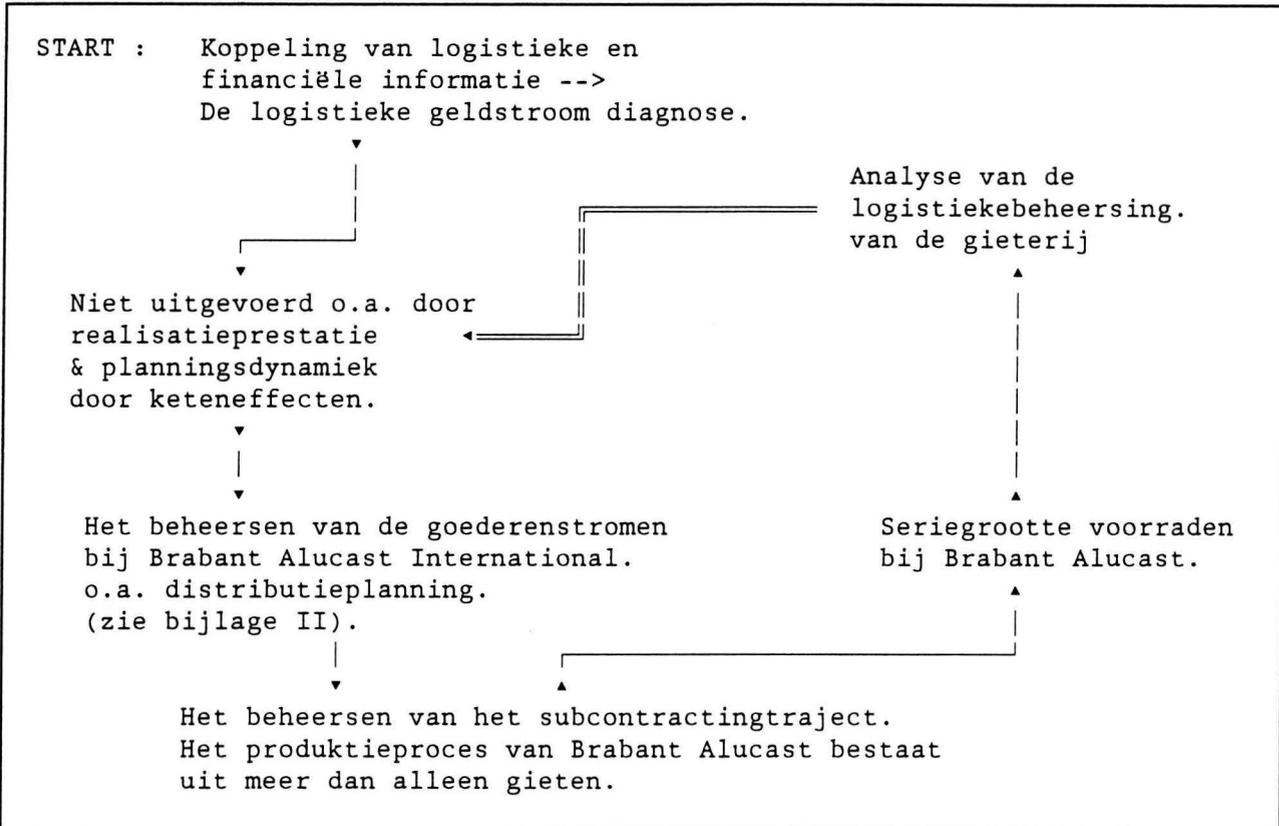 START : Koppeling van logistieke en
financiële informatie -->
De logistieke geldstroom diagnose.
Analyse van de
logistiekebeheersing.
van de gieterij
Niet uitgevoerd o.a. door
realisatieprestatie
& planningsdynamiek
door keteneffecten.
Het beheersen van de goederenstromen
bij Brabant Alucast International.
o.a. distributieplanning.
(zie bijlage II).
Seriegrootte voorraden
bij Brabant Alucast.
Het beheersen van het subcontractingtraject.
Het produktieproces van Brabant Alucast bestaat
uit meer dan alleen gieten.